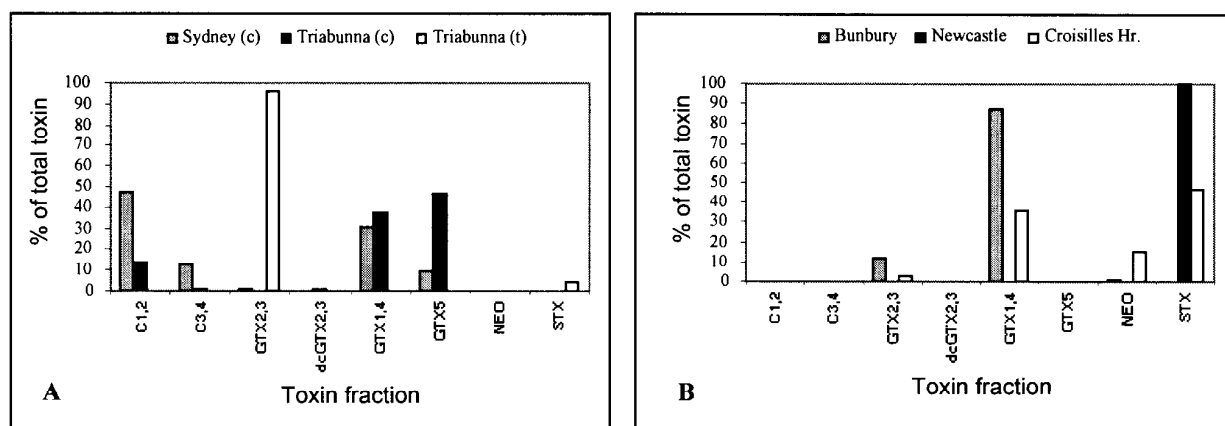 Sydney (c) Triabunna (c) Triabunna (t)
% of total toxin
100
90
80
70
60
50
40
30
20
10
0
C1,2
C3,4
GTX2,3
dcGTX2,3
GTX1,4
GTX5
NEO
STX
A
Toxin fraction
Bunbury Newcastle Croisilles Hr.
% of total toxin
100
90
80
70
60
50
40
30
20
10
0
C1,2
C3,4
GTX2,3
dcGTX2,3
GTX1,4
GTX5
NEO
STX
B
Toxin fraction